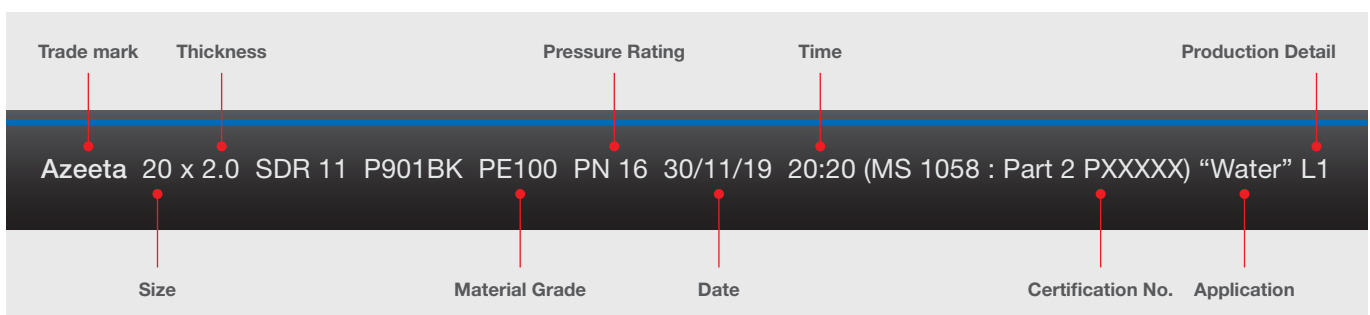 Trade mark Thickness Pressure Rating Time Production Detail
Azeeta 20 x 2.0 SDR 11 P901BK PE100 PN 16 30/11/19 20:20 (MS 1058 : Part 2 PXXXXX) “Water” L1
Size Material Grade Date Certification No. Application